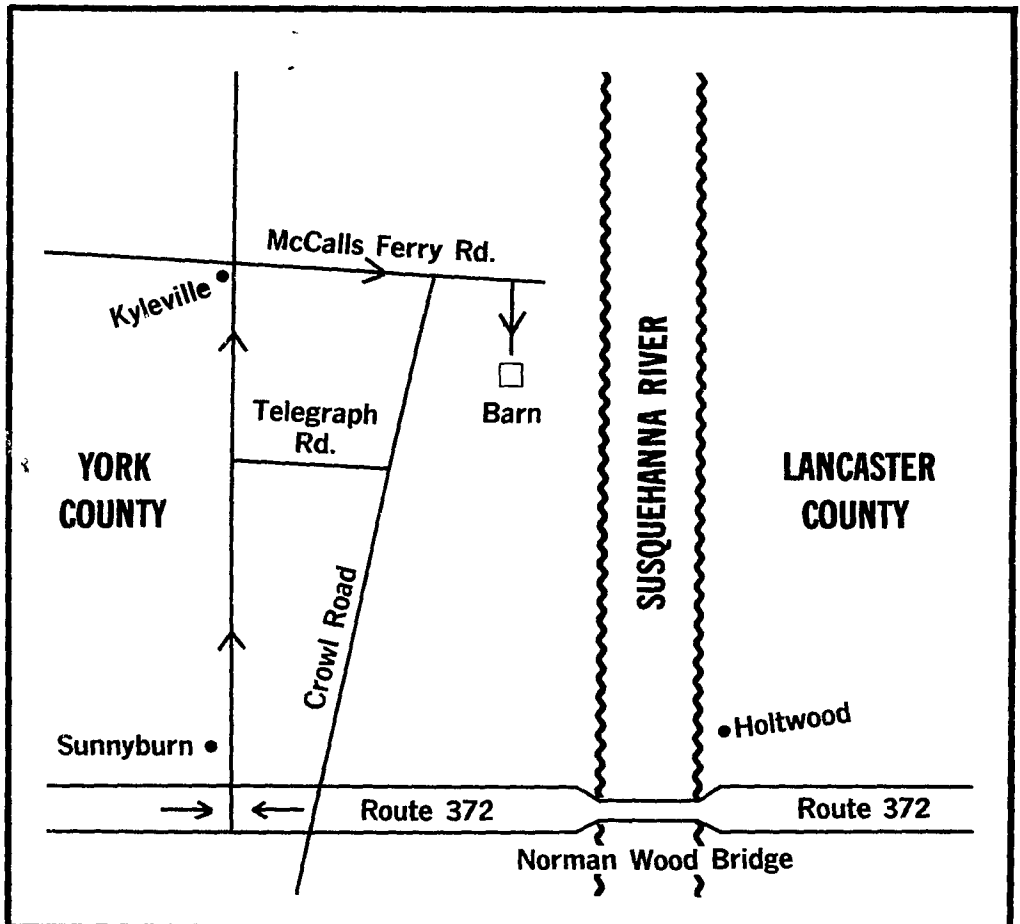 McCalls Ferry Rd.
Kyleville
Telegraph
Rd.
Barn
YORK
COUNTY
SUSQUEHANNA RIVER
LANCASTER
COUNTY
Crowl Road
Sunnyburn
Holtwood
Route 372
Route 372
Norman Wood Bridge